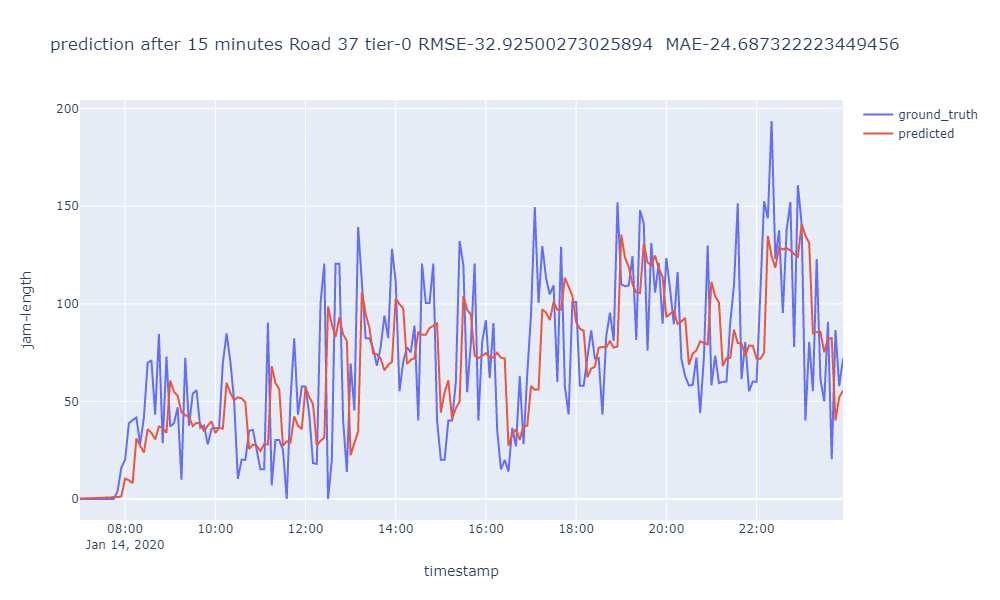 prediction after 15 minutes Road 37 tier-0 RMSE-32.92500273025894 MAE-24.687322223449456
ground_truth
predicted
200
150
100
50
0
jam-length
08:00 10:00 12:00 14:00 16:00 18:00 20:00 22:00
Jan 14, 2020
timestamp